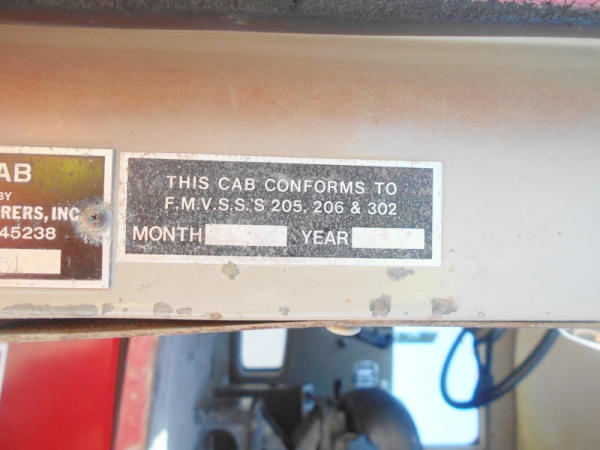 AB
BY
RERS, INC
45238
THIS CAB CONFORMS TO
F.M.V.S.S.'S 205, 206 & 302
MONTH YEAR